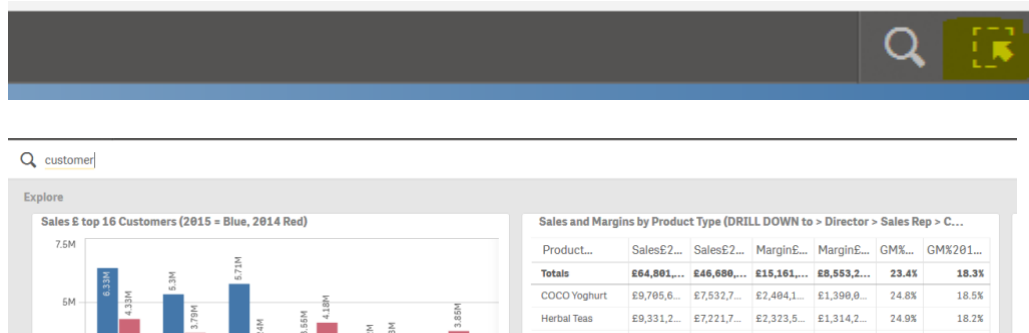 customer
Explore
Sales £ top 16 Customers (2015 = Blue, 2014 Red)
7.5M
6.33M
4.33M
5.3M
3.79M
5.71M
4.18M
3.85M
5M
Sales and Margins by Product Type (DRILL DOWN to > Director > Sales Rep > C...
Product... Sales£2... Sales£2... Margin£... Margin£... GM%... GM%201...
Totals £64,801,... £46,680,... £15,161,... £8,553,2... 23.4% 18.3%
COCO Yoghurt £9,705,6... £7,532,7... £2,404,1... £1,390,0... 24.8% 18.5%
Herbal Teas £9,331,2... £7,221,7... £2,323,5... £1,314,2... 24.9% 18.2%